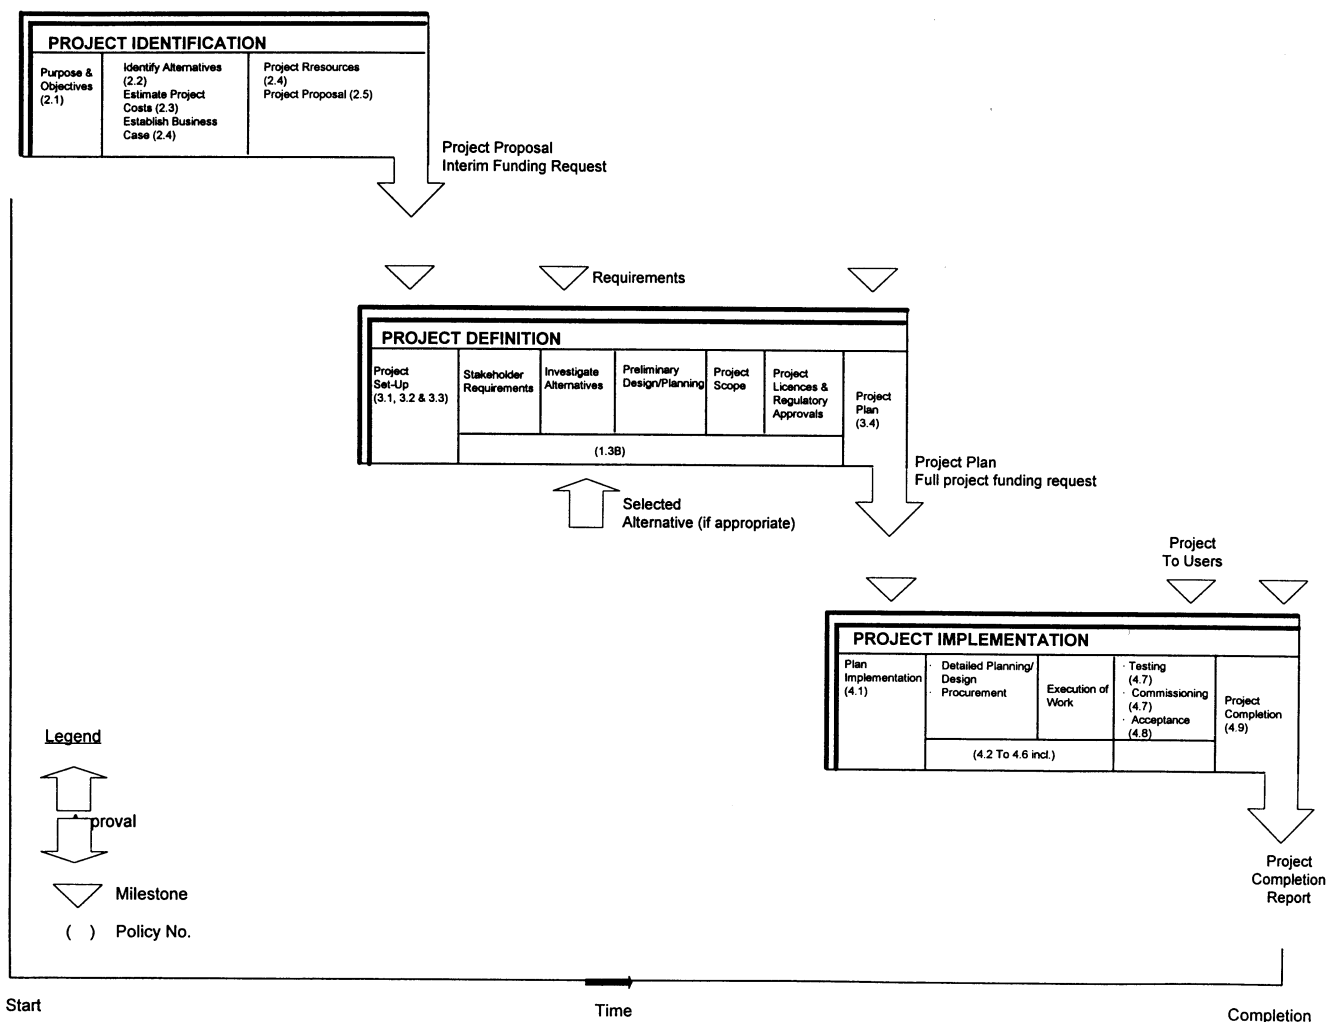 PROJECT IDENTIFICATION
Purpose &
Objectives
(2.1)
Identify Alternatives
(2.2)
Estimate Project
Costs (2.3)
Establish Business
Case (2.4)
Project Rresources
(2.4)
Project Proposal (2.5)
Project Proposal
Interim Funding Request
Requirements
PROJECT DEFINITION
Project
Set-Up
(3.1, 3.2 & 3.3)
Stakeholder
Requirements
Investigate
Alternatives
Preliminary
Design/Planning
Project
Scope
Project
Licences &
Regulatory
Approvals
Project
Plan
(3.4)
(1.3B)
Project Plan
Full project funding request
Selected
Alternative (if appropriate)
Project
To Users
PROJECT IMPLEMENTATION
Plan
Implementation
(4.1)
· Detailed Planning/
Design
· Procurement
Execution of
Work
· Testing
(4.7)
· Commissioning
(4.7)
· Acceptance
(4.8)
Project
Completion
(4.9)
(4.2 To 4.6 incl.)
Project
Completion
Report
Legend
proval
Milestone
( ) Policy No.
Start
Time
Completion